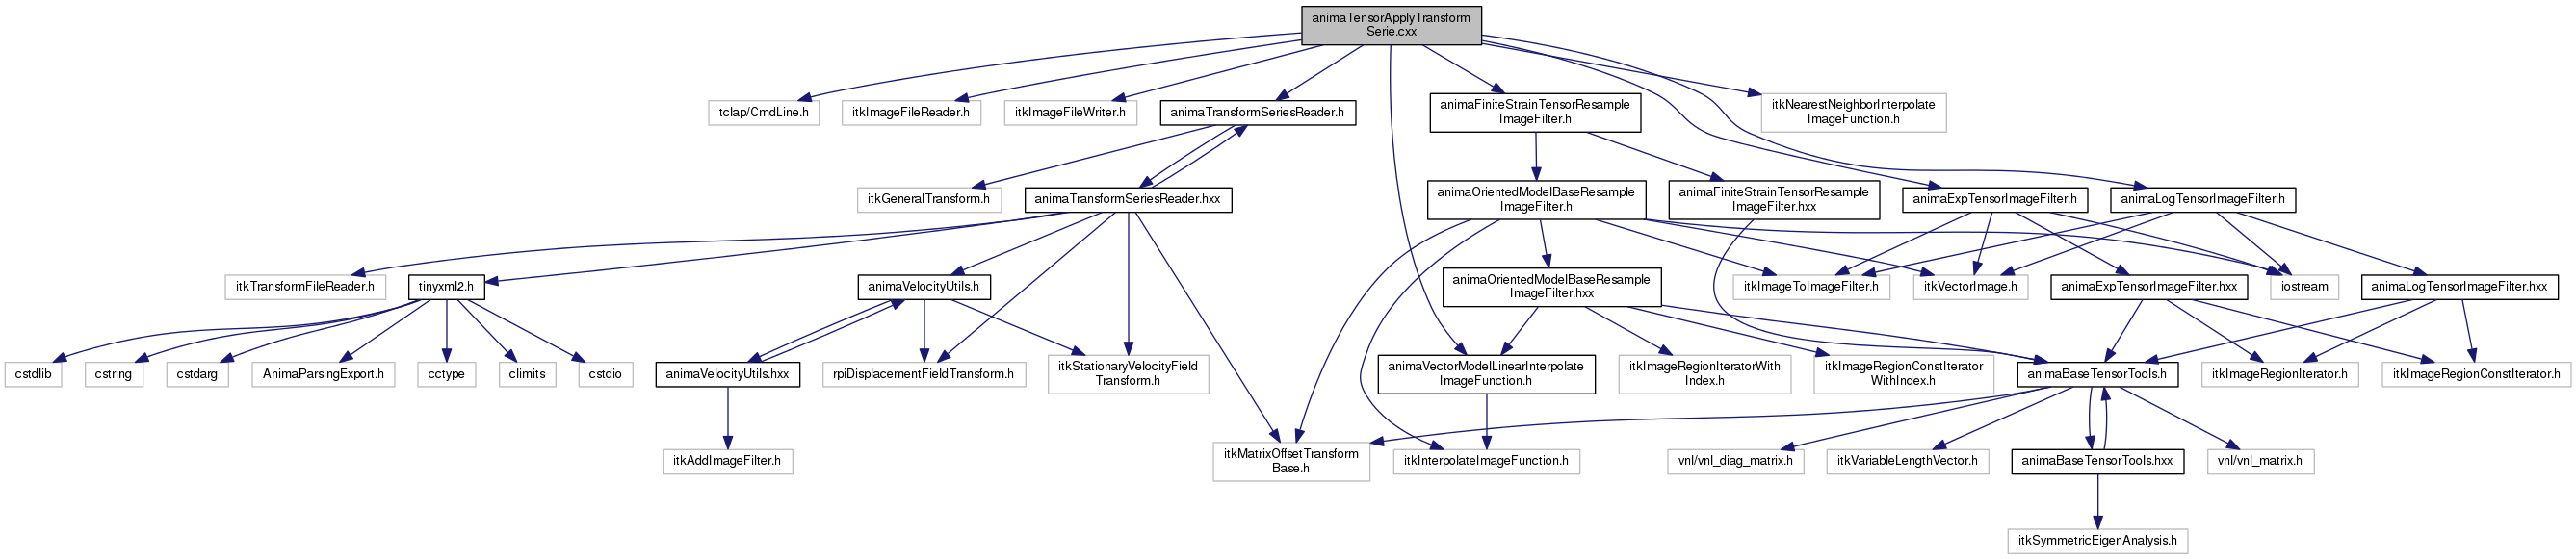 animaTensorApplyTransform
Serie.cxx
tclap/CmdLine.h
itkImageFileReader.h
itkImageFileWriter.h
animaTransformSeriesReader.h
animaFiniteStrainTensorResample
ImageFilter.h
itkNearestNeighborInterpolate
ImageFunction.h
itkGeneralTransform.h
animaTransformSeriesReader.hxx
animaOrientedModelBaseResample
ImageFilter.h
animaFiniteStrainTensorResample
ImageFilter.hxx
animaExpTensorImageFilter.h
animaLogTensorImageFilter.h
itkTransformFileReader.h
tinyxml2.h
animaVelocityUtils.h
animaOrientedModelBaseResample
ImageFilter.hxx
itkImageToImageFilter.h
itkVectorImage.h
animaExpTensorImageFilter.hxx
iostream
animaLogTensorImageFilter.hxx
cstdlib
cstring
cstdarg
AnimaParsingExport.h
cctype
climits
cstdio
animaVelocityUtils.hxx
rpiDisplacementFieldTransform.h
itkStationaryVelocityField
Transform.h
animaVectorModelLinearInterpolate
ImageFunction.h
itkImageRegionIteratorWith
Index.h
itkImageRegionConstIterator
WithIndex.h
animaBaseTensorTools.h
itkImageRegionIterator.h
itkImageRegionConstIterator.h
itkAddImageFilter.h
itkMatrixOffsetTransform
Base.h
itkInterpolateImageFunction.h
vnl/vnl_diag_matrix.h
itkVariableLengthVector.h
animaBaseTensorTools.hxx
vnl/vnl_matrix.h
itkSymmetricEigenAnalysis.h